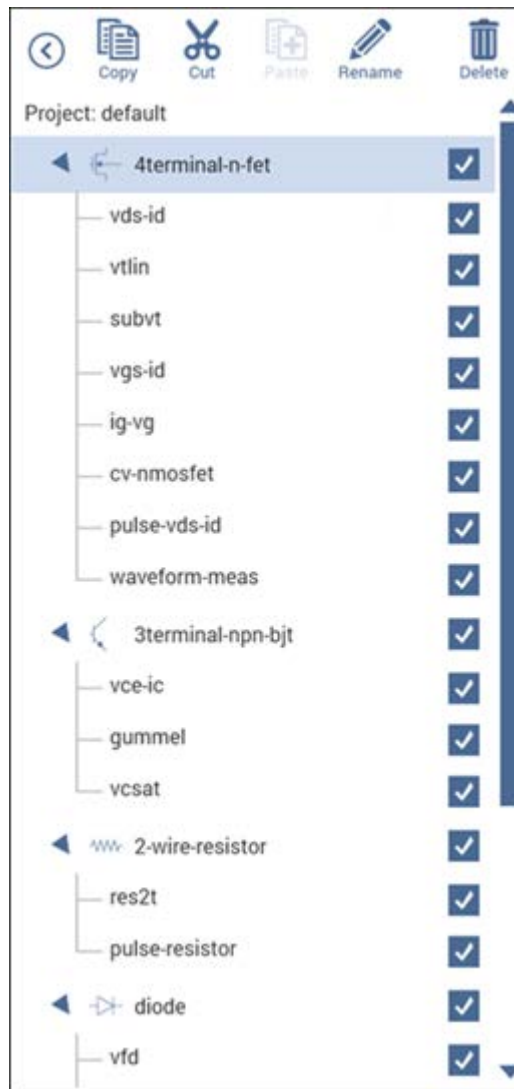 Copy Cut Paste Rename Delete
Project: default
4terminal-n-fet
vds-id
vtlin
subvt
vgs-id
ig-vg
cv-nmosfet
pulse-vds-id
waveform-meas
3terminal-npn-bjt
vce-ic
gummel
vcsat
2-wire-resistor
res2t
pulse-resistor
diode
vfd